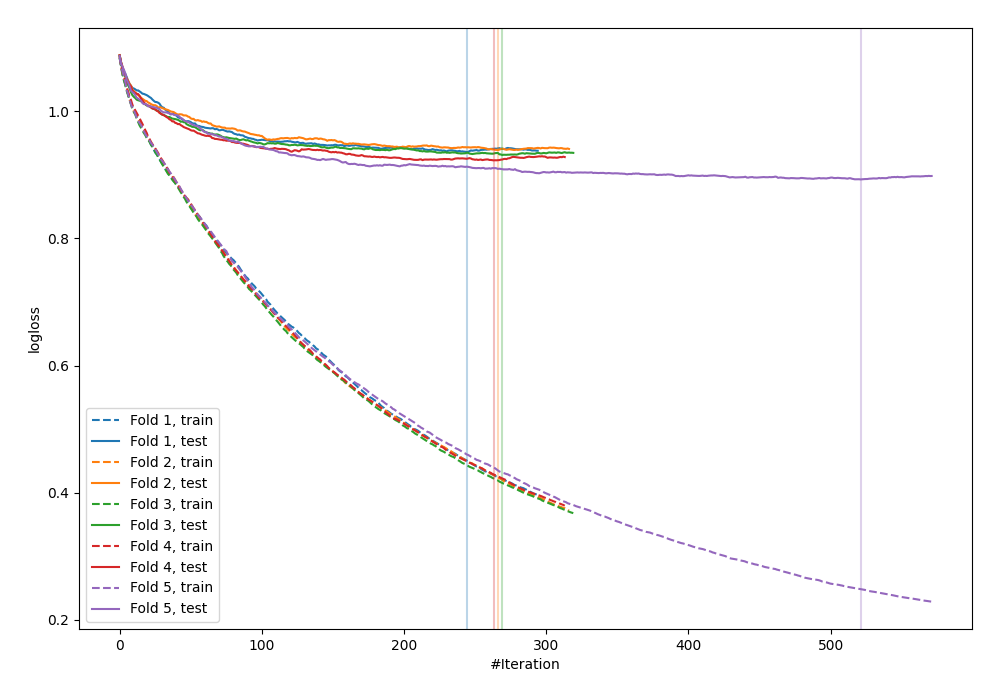 1.0
0.8
0.6
0.4
0.2
logloss
0
100
200
300
400
500
#Iteration
Fold 1, train
Fold 1, test
Fold 2, train
Fold 2, test
Fold 3, train
Fold 3, test
Fold 4, train
Fold 4, test
Fold 5, train
Fold 5, test